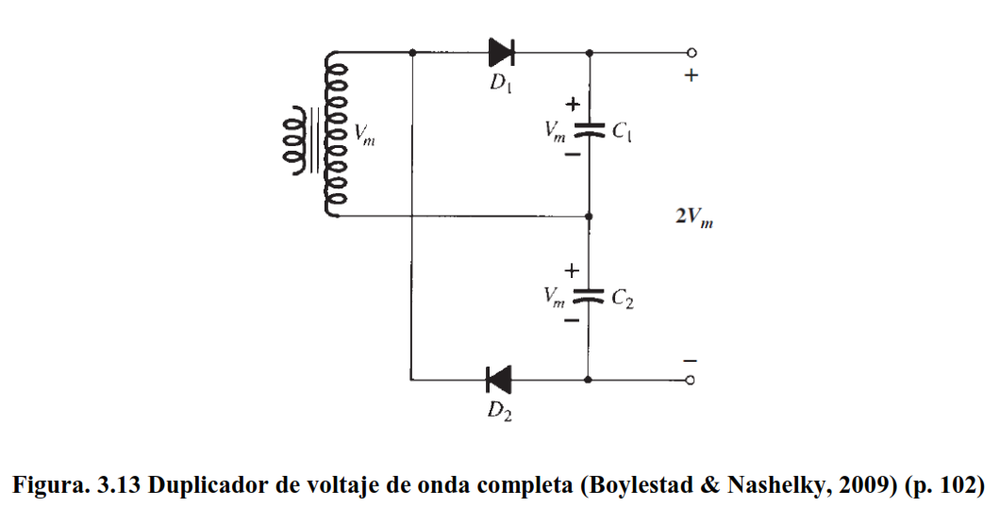 D1
+
+
Vm
C1
−
Vm
2Vm
+
Vm
C2
−
−
D2
Figura. 3.13 Duplicador de voltaje de onda completa (Boylestad & Nashelky, 2009) (p. 102)